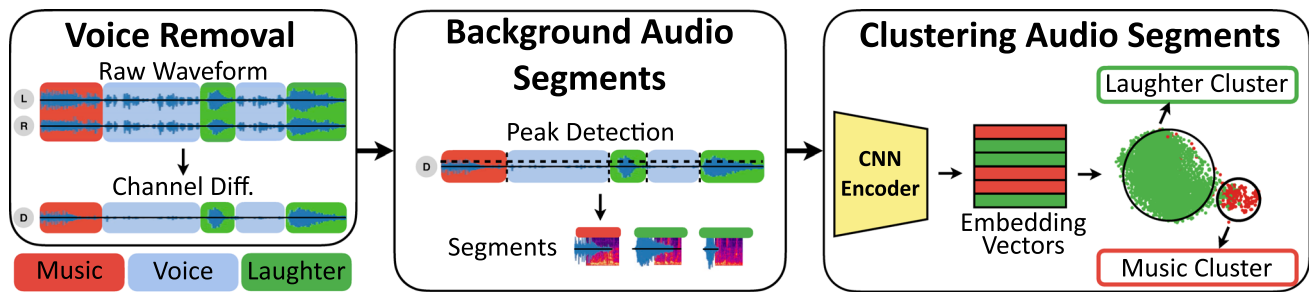 Voice Removal
Raw Waveform
L
R
Channel Diff.
D
Music
Voice
Laughter
Background Audio
Segments
Peak Detection
D
Segments
Clustering Audio Segments
CNN
Encoder
Embedding
Vectors
Laughter Cluster
Music Cluster